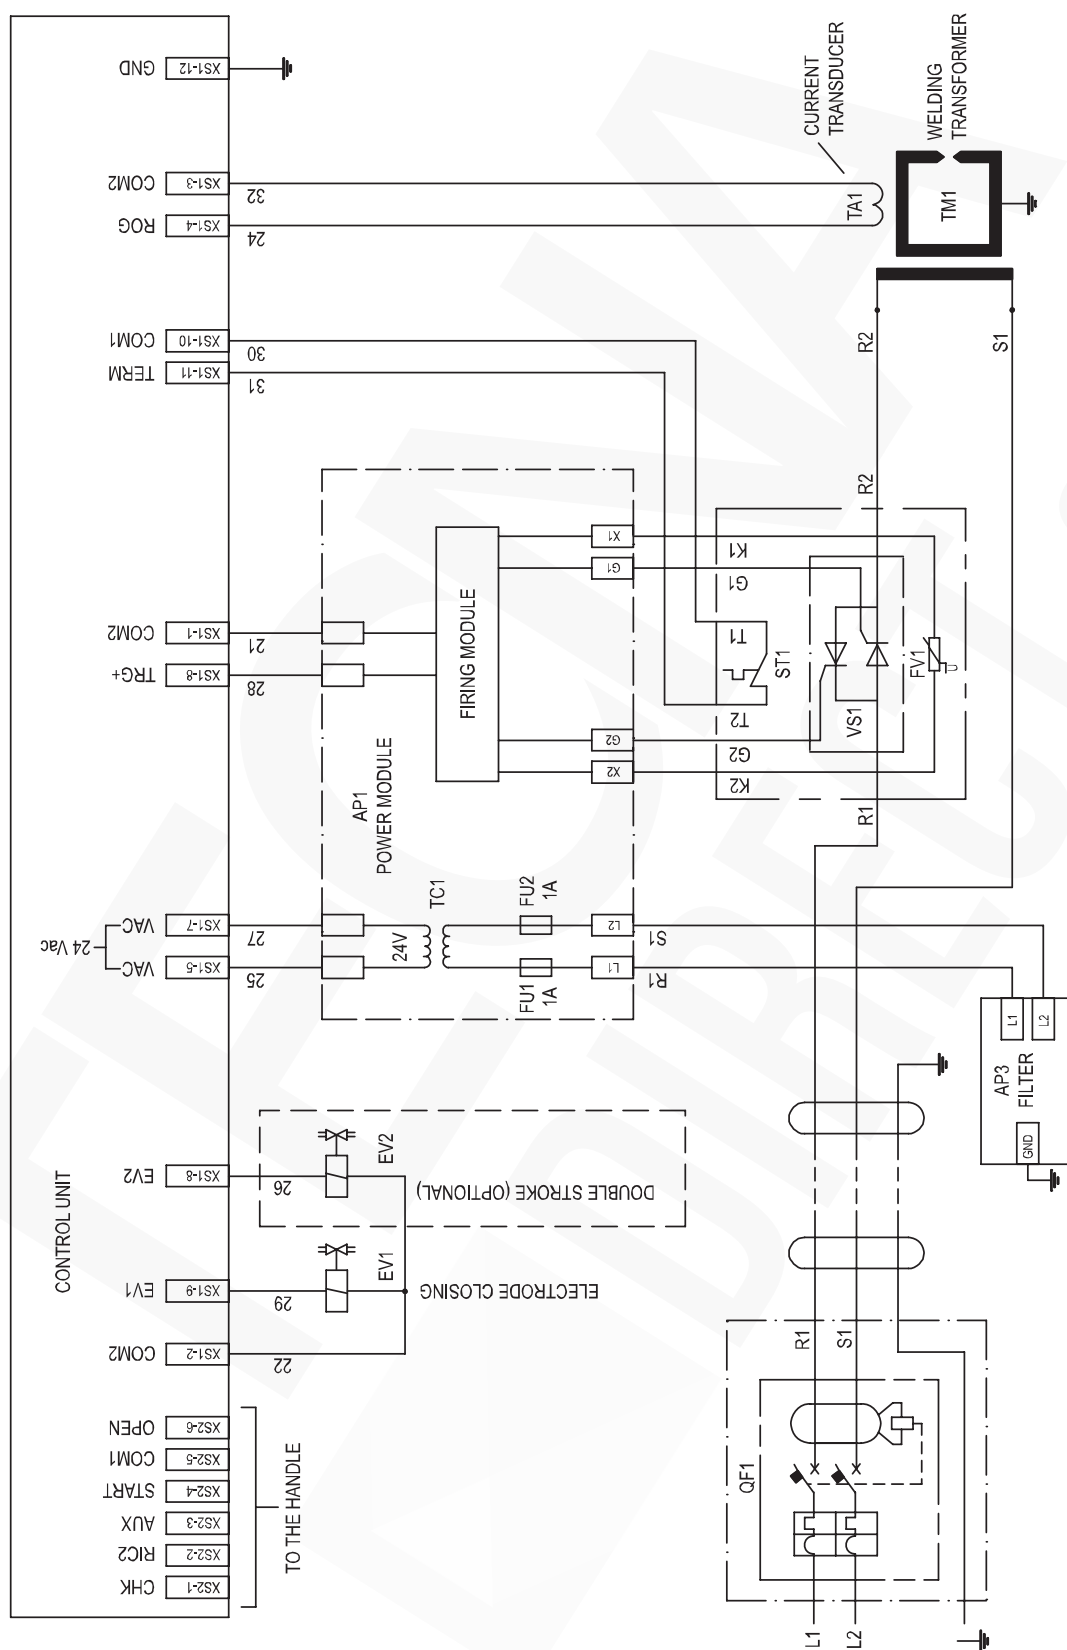 CONTROL UNIT
GND
XS1-12
COM2
XS1-3
32
ROG
XS1-4
24
COM1
XS1-10
30
TERM
XS1-11
31
COM2
XS1-1
21
TRG+
XS1-8
28
24 Vac
VAC
XS1-7
27
VAC
XS1-5
25
EV2
XS1-8
26
EV1
XS1-9
29
COM2
XS1-2
22
OPEN
XS2-6
COM1
XS2-5
START
XS2-4
AUX
XS2-3
RIC2
XS2-2
CHK
XS2-1
TO THE HANDLE
CURRENT
TRANSDUCER
TA1
WELDING
TRANSFORMER
TM1
R2
S1
R2
AP1
POWER MODULE
FIRING MODULE
X1
G1
G2
X2
24V
TC1
FU2
1A
FU1
1A
L2
L1
S1
R1
K1
G1
T1
T2
G2
K2
ST1
VS1
FV1
U
R1
EV2
DOUBLE STROKE (OPTIONAL)
EV1
ELECTRODE CLOSING
L1
L2
AP3
FILTER
GND
R1
S1
QF1
L1
L2
TECNA
DIRECT